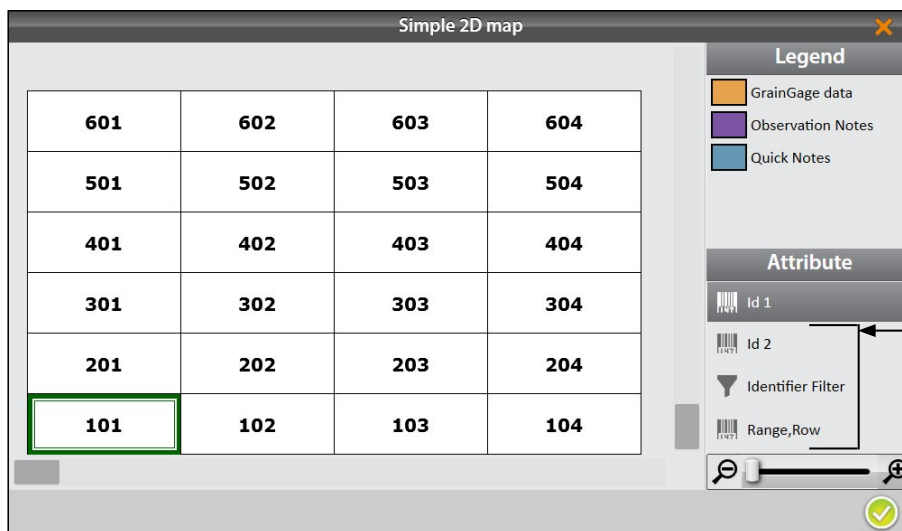 Simple 2D map
Legend
GrainGage data
Observation Notes
Quick Notes
601 602 603 604
501 502 503 504
401 402 403 404
301 302 303 304
201 202 203 204
101 102 103 104
Attribute
Id 1
Id 2
Identifier Filter
Range,Row